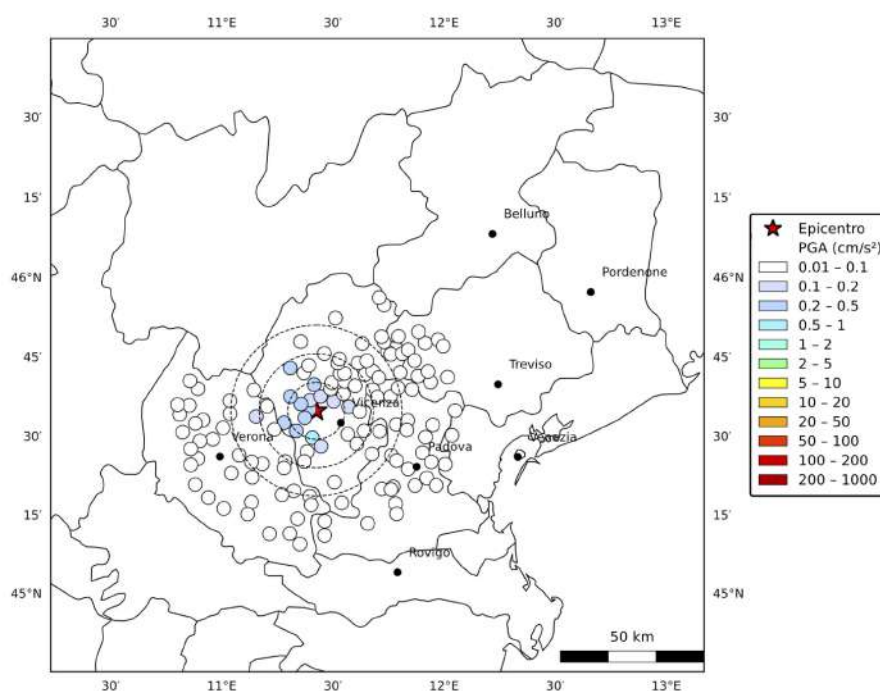 30′ 11°E 30′ 12°E 30′ 13°E
30′ 30′
15′ 15′
Belluno
46°N 46°N
Pordenone
45′ 45′
Treviso
Vicenza
30′ 30′
Verona Venezia
Padova
15′ 15′
Rovigo
45°N 45°N
50 km
30′ 11°E 30′ 12°E 30′ 13°E
Epicentro
PGA (cm/s²)
0.01 – 0.1
0.1 – 0.2
0.2 – 0.5
0.5 – 1
1 – 2
2 – 5
5 – 10
10 – 20
20 – 50
50 – 100
100 – 200
200 – 1000